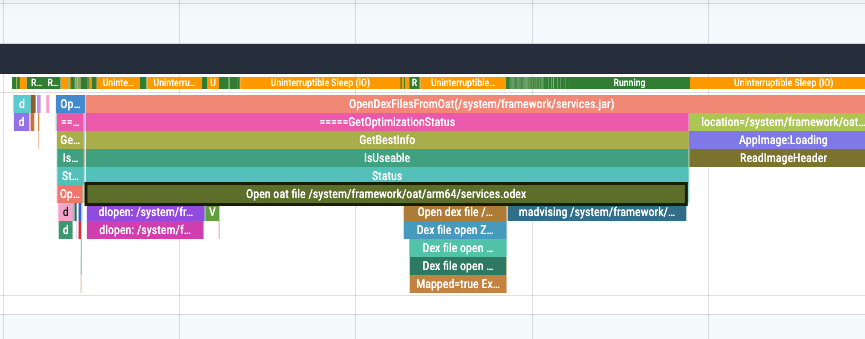 R... R... Uninte... Uninterru... U Uninterruptible Sleep (IO) R Uninterruptible... Running Uninterruptible Sleep (IO)
d Op... OpenDexFilesFromOat(/system/framework/services.jar)
d ==... =====GetOptimizationStatus location=/system/framework/oat...
Ge... GetBestInfo AppImage:Loading
Is... IsUseable ReadImageHeader
St... Status
Op... Open oat file /system/framework/oat/arm64/services.odex
d dlopen: /system/fr... V Open dex file /... madvising /system/framework/...
d dlopen: /system/f... Dex file open Z...
Dex file open ...
Dex file open ...
Mapped=true Ex...